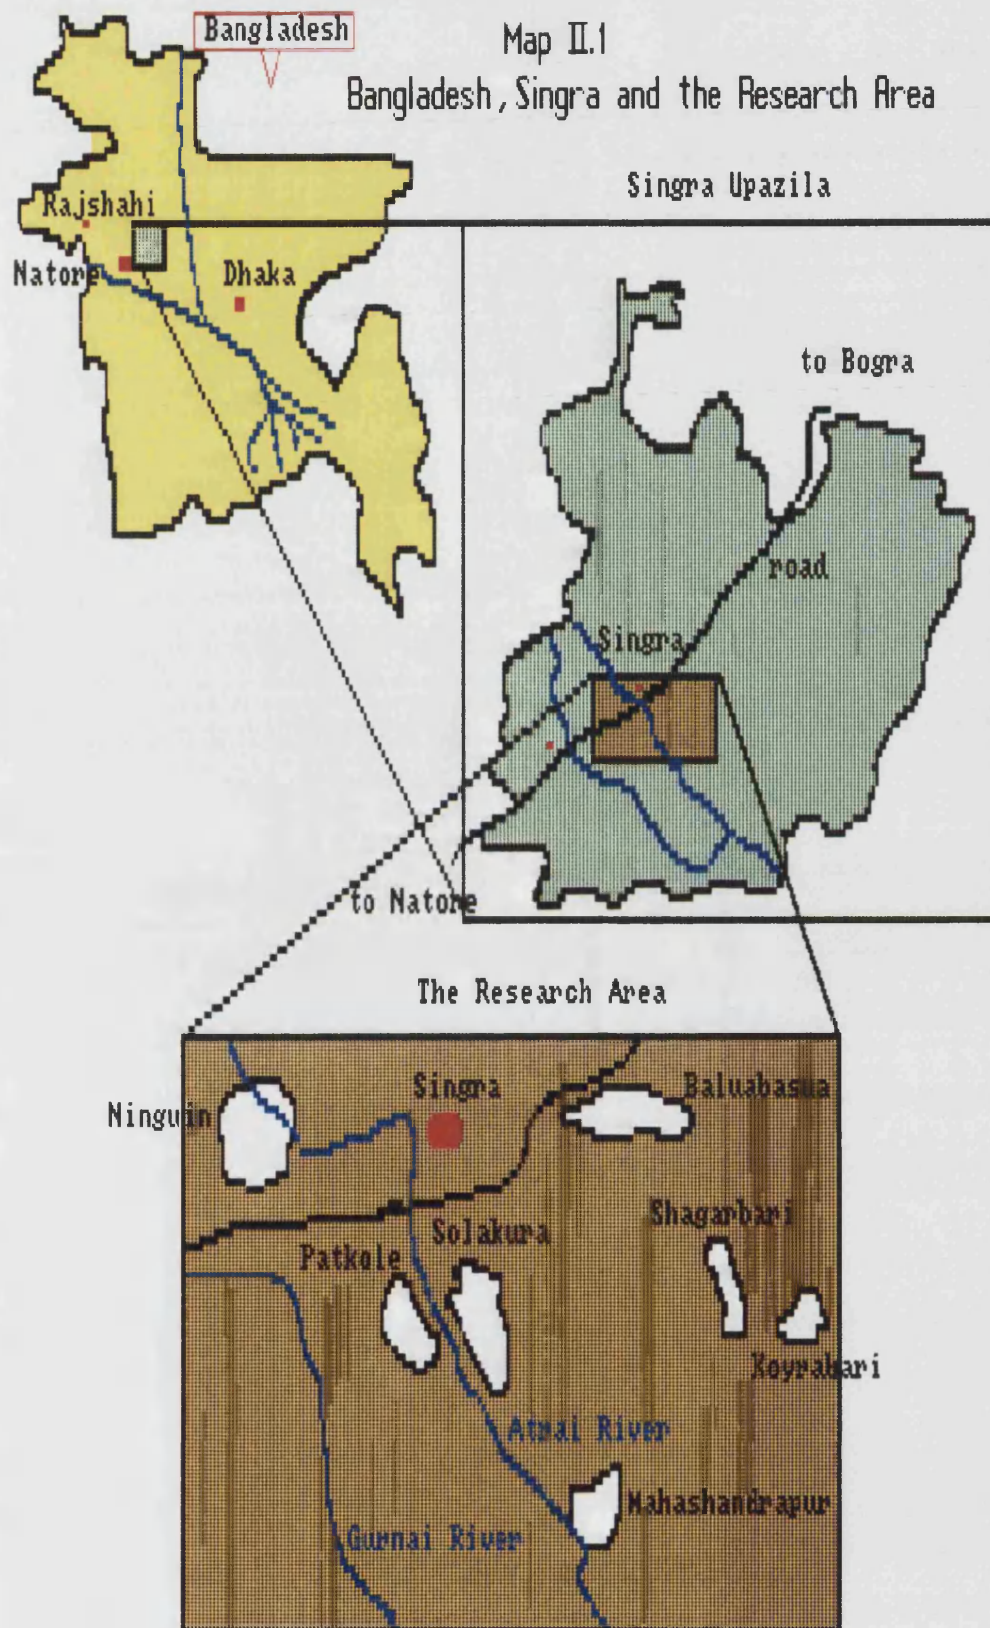 Bangladesh
Map II.1
Bangladesh, Singra and the Research Area
Singra Upazila
Rajshahi
Natore
Dhaka
to Bogra
road
Singra
to Natore
The Research Area
Singra
Baluabasua
Ninguin
Shagarbari
Solakura
Patkole
Koyrabari
Atrai River
Mahashandrapur
Gurnai River